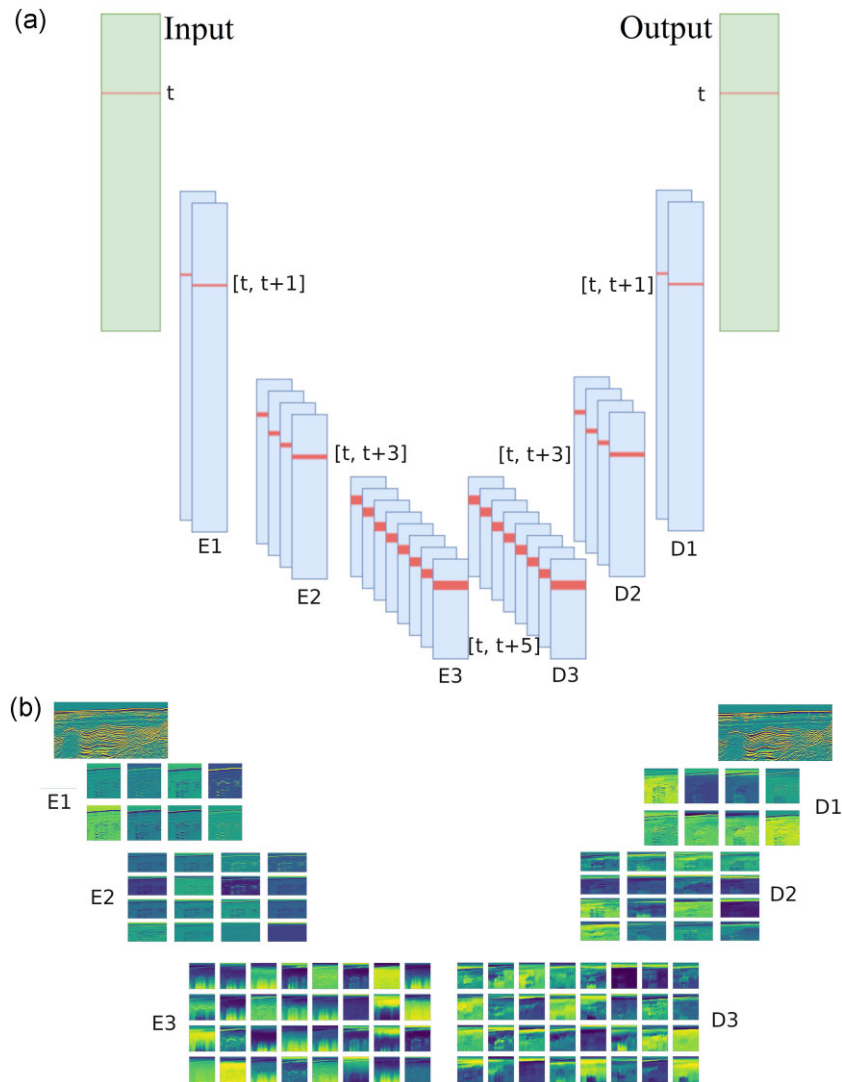 (a)
Input
Output
t
t
[t, t+1]
[t, t+1]
[t, t+3]
[t, t+3]
E1
D1
E2
D2
[t, t+5]
E3
D3
(b)
E1
D1
E2
D2
E3
D3